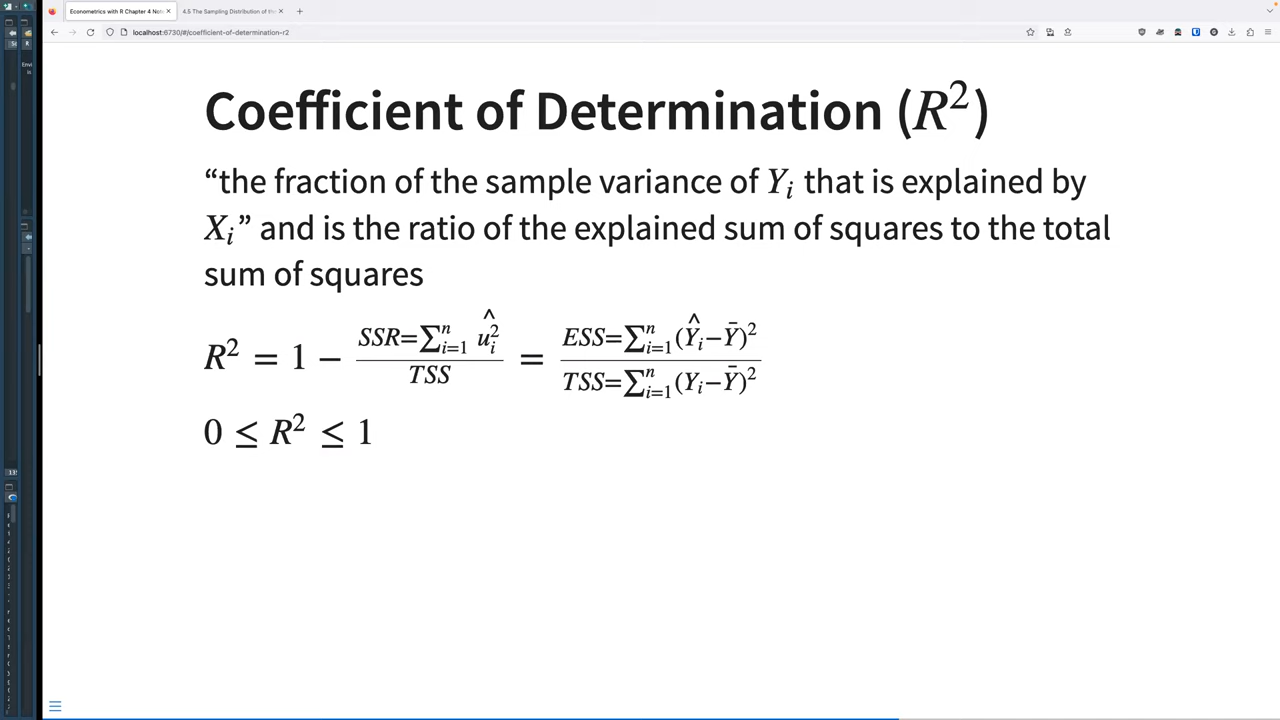 Econometrics with R Chapter 4 Not
4.5 The Sampling Distribution of the
localhost:6730/#/coefficient-of-determination-r2
Envi
is
Coefficient of Determination (R²)
“the fraction of the sample variance of Yᵢ that is explained by
Xᵢ” and is the ratio of the explained sum of squares to the total
sum of squares
R² = 1 − (SSR=∑ⁿᵢ₌₁ ûᵢ²)/(TSS) = (ESS=∑ⁿᵢ₌₁(Ŷᵢ−Ȳ)²)/(TSS=∑ⁿᵢ₌₁(Yᵢ−Ȳ)²)
0 ≤ R² ≤ 1